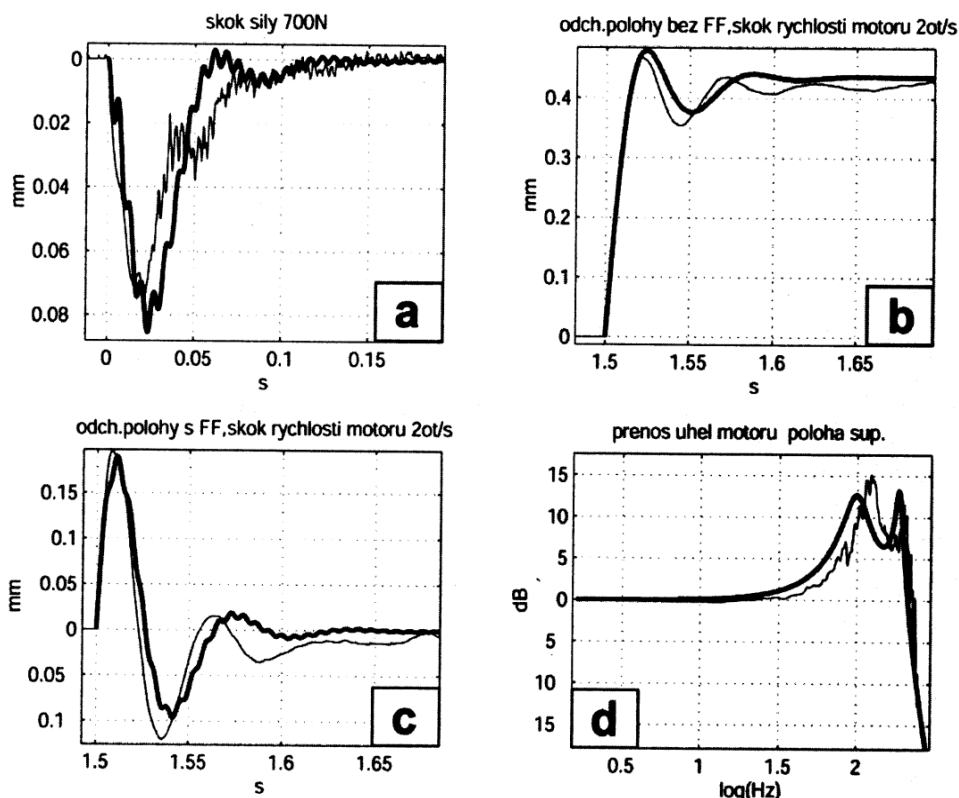 skok sily 700N
0
0.02
0.04
0.06
0.08
mm
0 0.05 0.1 0.15
s
a
odch.polohy bez FF,skok rychlosti motoru 2ot/s
0.4
0.3
0.2
0.1
0
mm
1.5 1.55 1.6 1.65
s
b
odch.polohy s FF,skok rychlosti motoru 2ot/s
0.15
0.1
0.05
0
0.05
0.1
mm
1.5 1.55 1.6 1.65
s
c
prenos uhel motoru poloha sup.
15
10
5
0
5
10
15
dB
0.5 1 1.5 2
log(Hz)
d